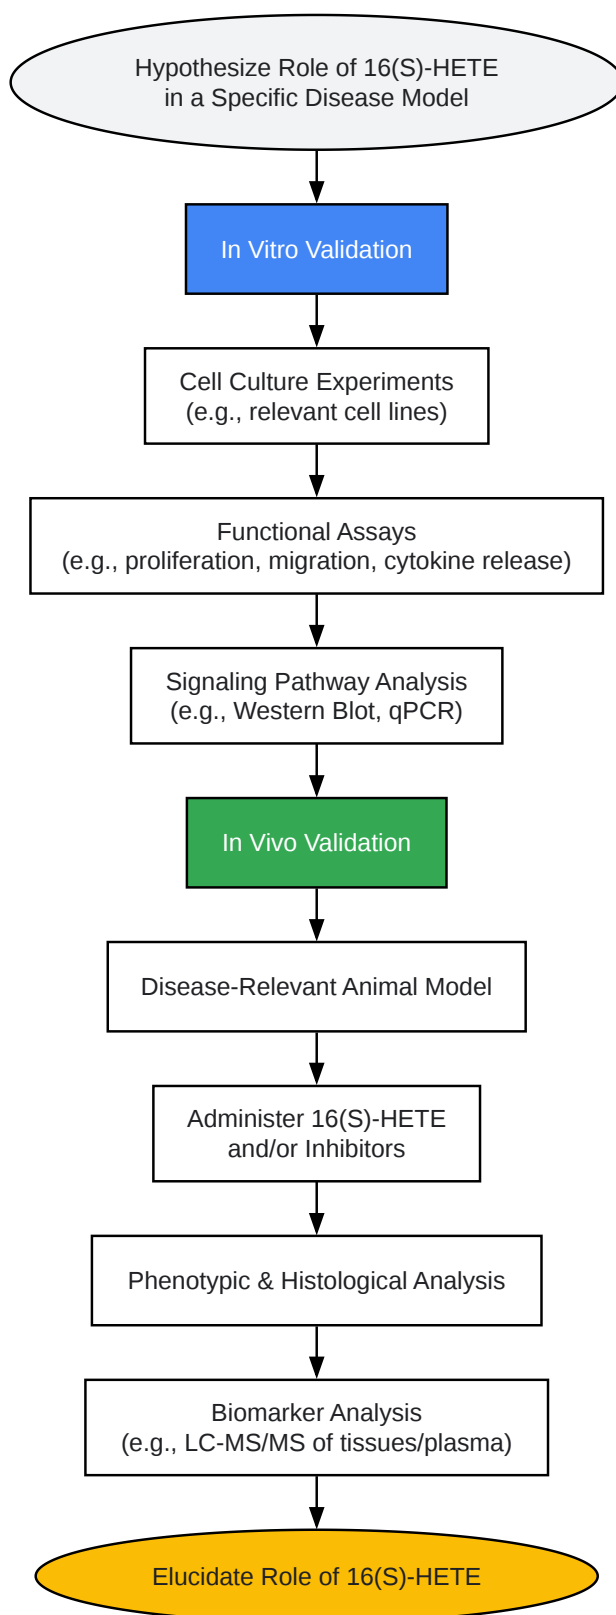 Hypothesize Role of 16(S)-HETE
in a Specific Disease Model
In Vitro Validation
Cell Culture Experiments
(e.g., relevant cell lines)
Functional Assays
(e.g., proliferation, migration, cytokine release)
Signaling Pathway Analysis
(e.g., Western Blot, qPCR)
In Vivo Validation
Disease-Relevant Animal Model
Administer 16(S)-HETE
and/or Inhibitors
Phenotypic & Histological Analysis
Biomarker Analysis
(e.g., LC-MS/MS of tissues/plasma)
Elucidate Role of 16(S)-HETE